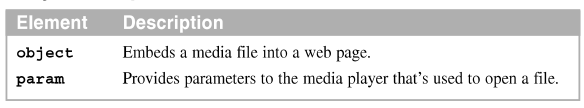 Element Description
object Embeds a media file into a web page.
param Provides parameters to the media player that's used to open a file.